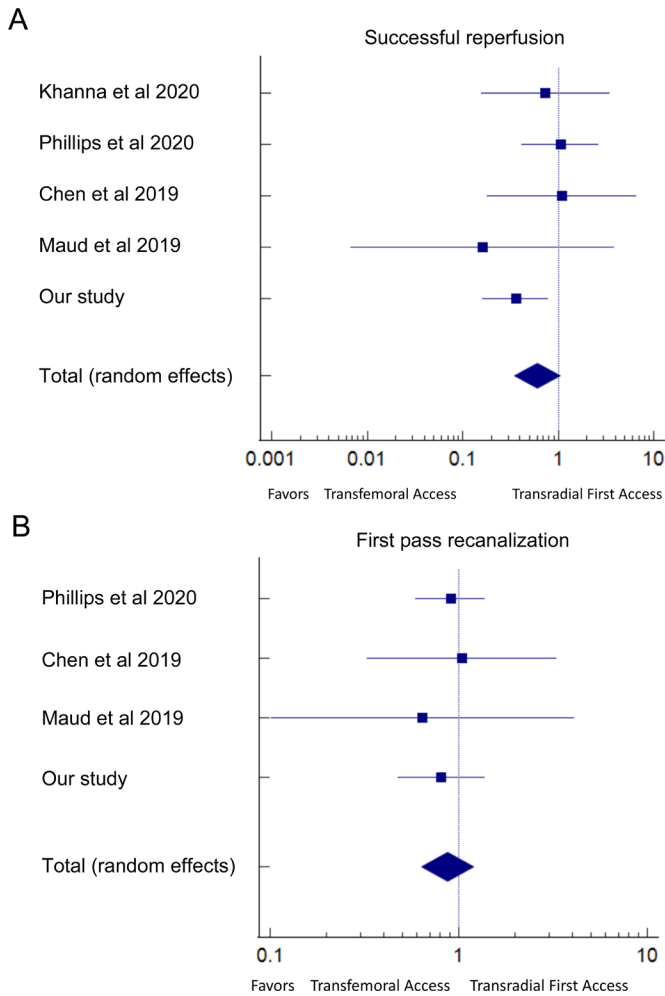 A
Successful reperfusion
Khanna et al 2020
Phillips et al 2020
Chen et al 2019
Maud et al 2019
Our study
Total (random effects)
0.001 0.01 0.1 1 10
Favors Transfemoral Access Transradial First Access
B
First pass recanalization
Phillips et al 2020
Chen et al 2019
Maud et al 2019
Our study
Total (random effects)
0.1 1 10
Favors Transfemoral Access Transradial First Access